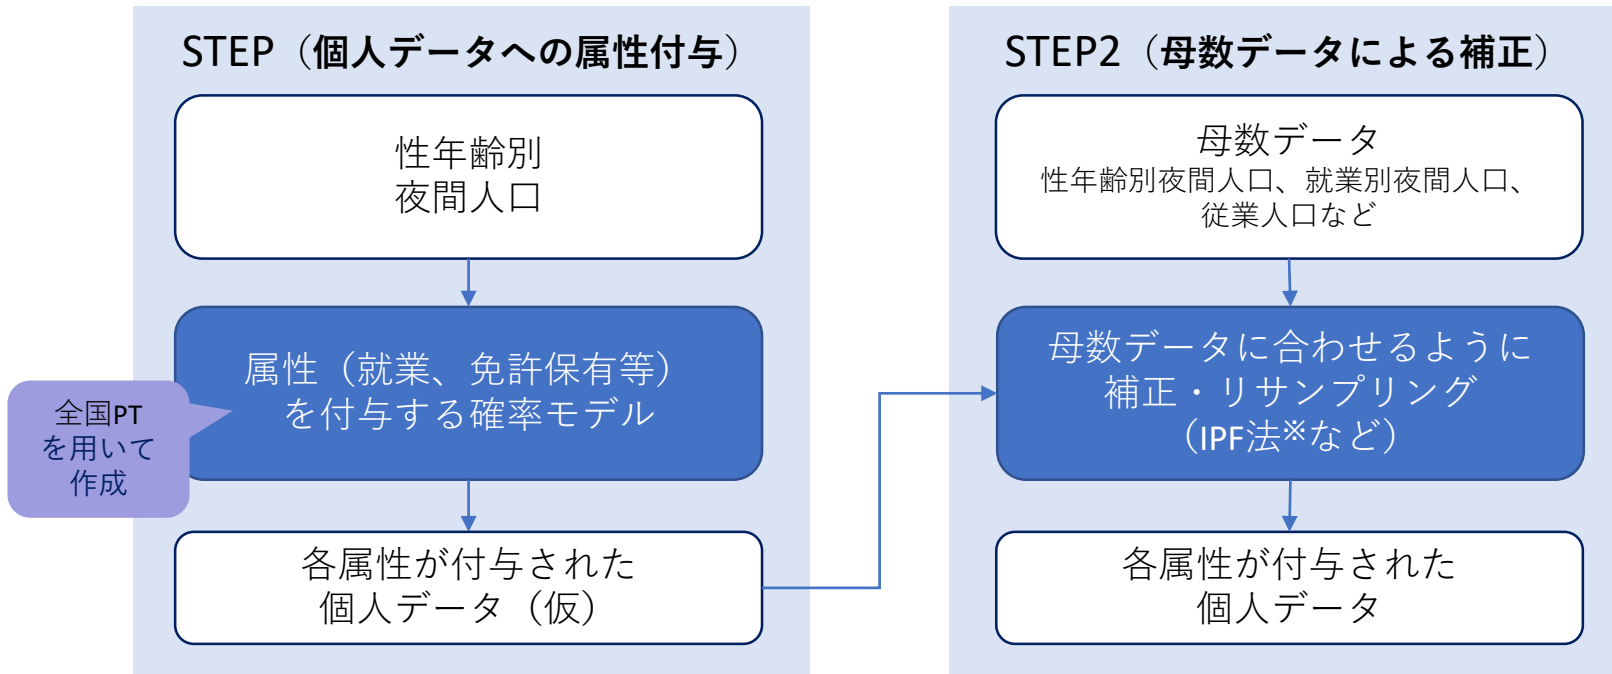 STEP（個人データへの属性付与）
性年齢別
夜間人口
属性（就業、免許保有等）
を付与する確率モデル
全国PT
を用いて
作成
各属性が付与された
個人データ（仮）
STEP2（母数データによる補正）
母数データ
性年齢別夜間人口、就業別夜間人口、
従業人口など
母数データに合わせるように
補正・リサンプリング
（IPF法※など）
各属性が付与された
個人データ